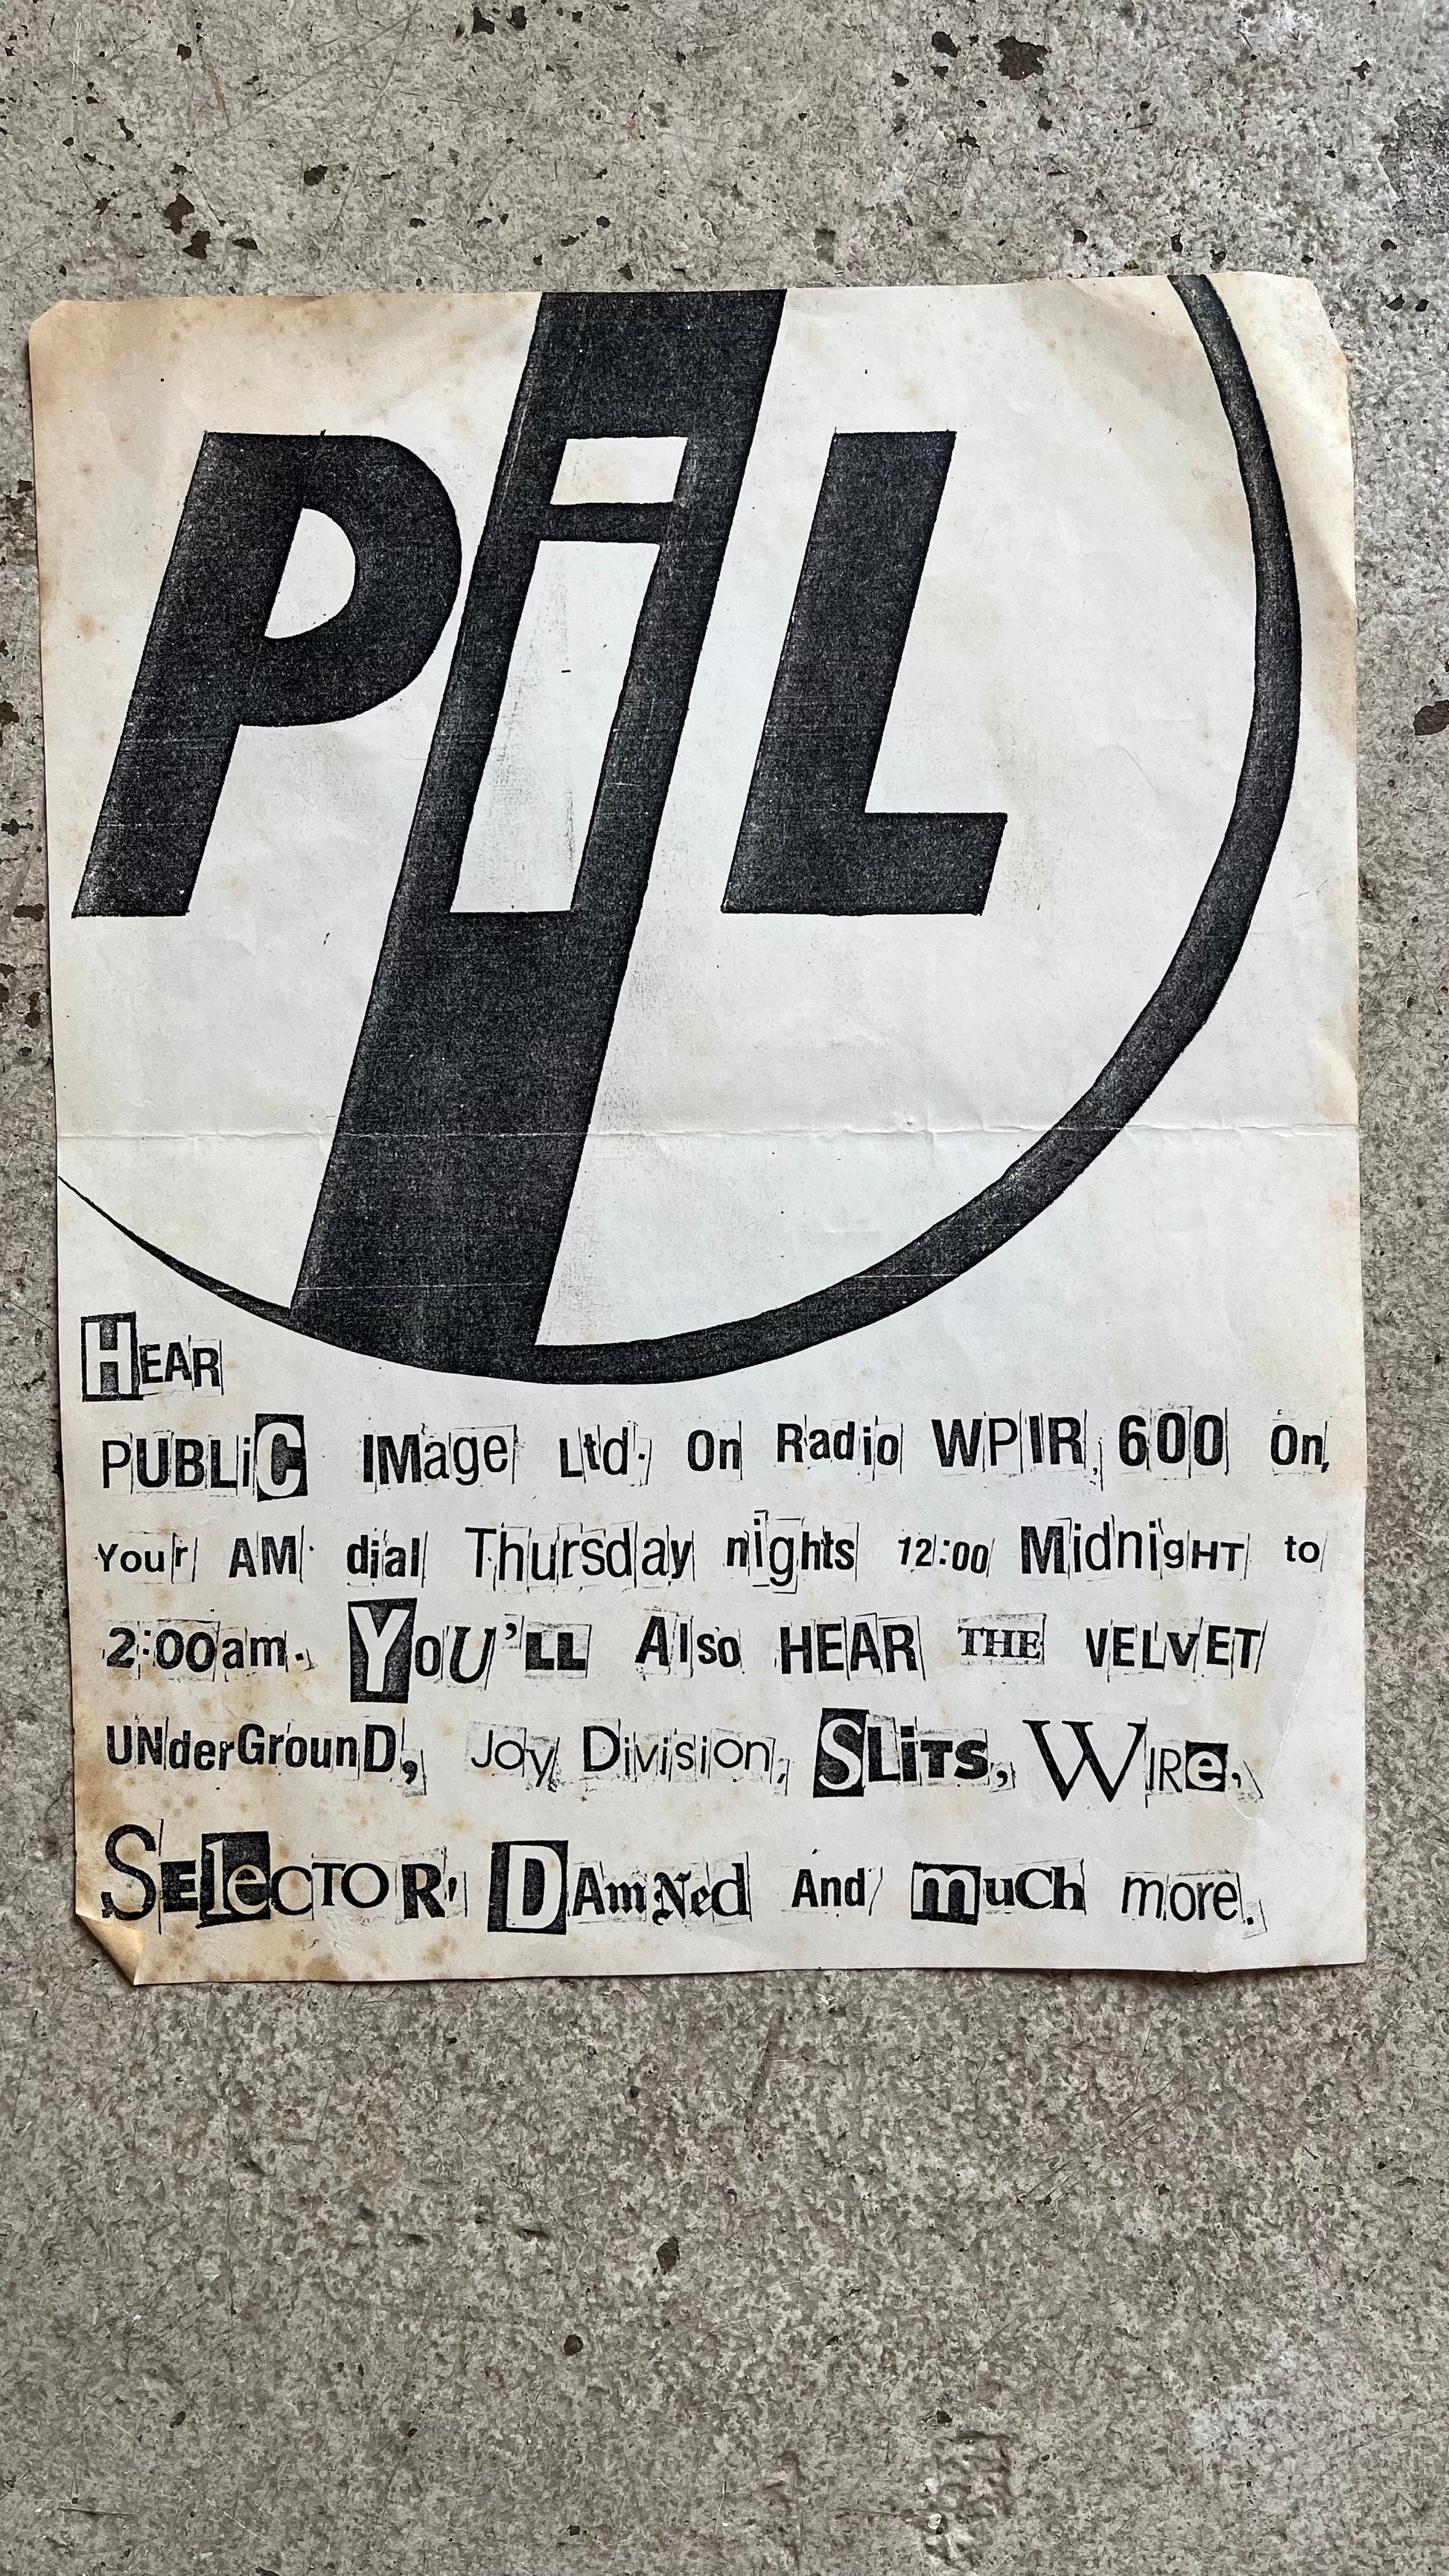 PiL
HEAR
PUBLiC IMage Ltd. On Radio WPIR, 600 On,
Your AM dial Thursday nights 12:00 MidnigHT to
2:00am. YoU'LL Also HEAR THE VELVET
UNderGrounD, Joy Division, SLiTS, WIRe,
SElecTOR, DAmNed And much more.